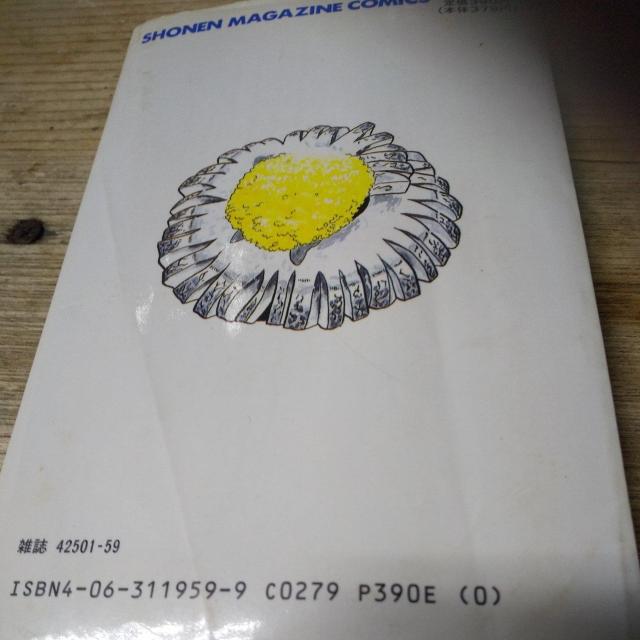 SHONEN MAGAZINE COMICS
雑誌 42501-59
ISBN4-06-311959-9 C0279 P390E (0)